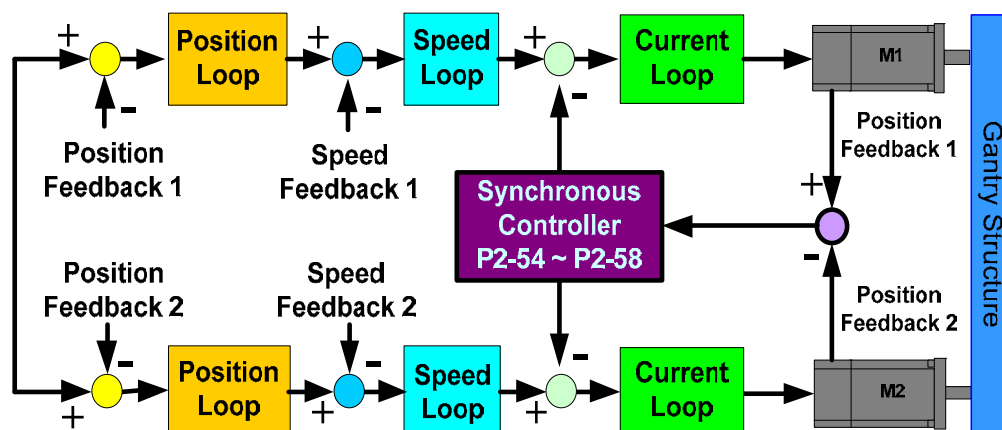 +
Position
Loop
+
Speed
Loop
+
Current
Loop
M1
-
Position
Feedback 1
-
Speed
Feedback 1
-
Position
Feedback 1
+
Synchronous
Controller
P2-54 ~ P2-58
-
Position
Feedback 2
Gantry Structure
Position
Feedback 2
-
Speed
Feedback 2
-
-
+
Position
Loop
+
Speed
Loop
+
Current
Loop
M2